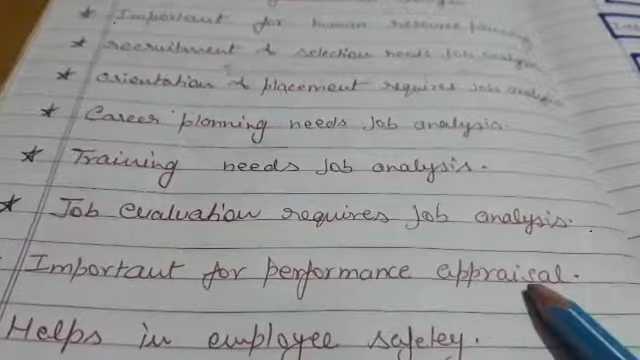 * Important for human resource planning
* recruitment & selection needs Job analysis
* orientation & placement requires Job analysis
* Career planning needs Job analysis.
* Training needs Job analysis.
* Job evaluation requires Job analysis.
Important for performance appraisal.
Helps in employee safetey.